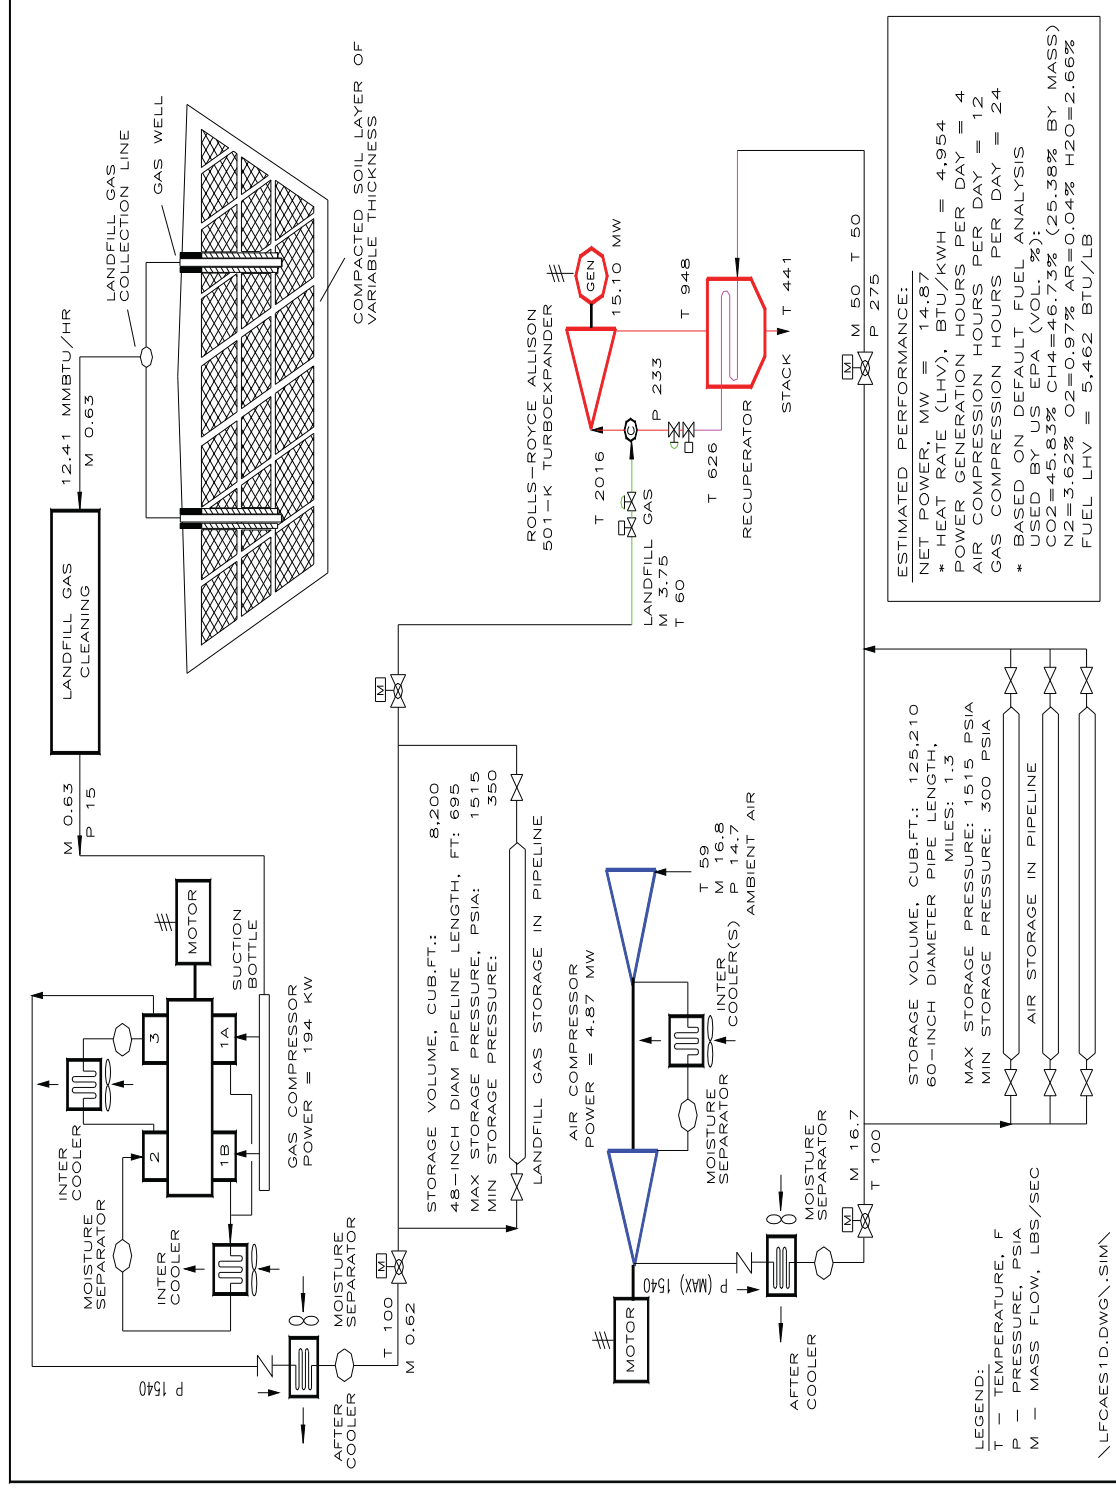 12.41 MMBTU/HR
M 0.63
LANDFILL GAS
COLLECTION LINE
GAS WELL
COMPACTED SOIL LAYER OF
VARIABLE THICKNESS
LANDFILL GAS
CLEANING
M 0.63
P 15
MOTOR
SUCTION
BOTTLE
3
1A
2
1B
GAS COMPRESSOR
POWER = 194 KW
INTER
COOLER
MOISTURE
SEPARATOR
INTER
COOLER
P 1540
AFTER
COOLER
MOISTURE
SEPARATOR
T 100
M 0.62
M
STORAGE VOLUME, CUB.FT.: 8,200
48-INCH DIAM PIPELINE LENGTH, FT: 695
MAX STORAGE PRESSURE, PSIA: 1515
MIN STORAGE PRESSURE: 350
LANDFILL GAS STORAGE IN PIPELINE
M
LANDFILL GAS
M 3.75
T 60
T
ROLLS-ROYCE ALLISON
501-K TURBOEXPANDER
GEN
15.10 MW
T 2016
C
P 233
T 626
T 948
RECUPERATOR
STACK T 441
AIR COMPRESSOR
POWER = 4.87 MW
T 59
M 16.8
P 14.7
AMBIENT AIR
INTER
COOLER(S)
MOISTURE
SEPARATOR
MOTOR
P (MAX) 1540
AFTER
COOLER
MOISTURE
SEPARATOR
M
M 16.7
T 100
STORAGE VOLUME, CUB.FT.: 125,210
60-INCH DIAMETER PIPE LENGTH,
MILES: 1.3
MAX STORAGE PRESSURE: 1515 PSIA
MIN STORAGE PRESSURE: 300 PSIA
AIR STORAGE IN PIPELINE
M
M 50 T 50
P 275
ESTIMATED PERFORMANCE:
NET POWER, MW = 14.87
* HEAT RATE (LHV), BTU/KWH = 4,954
POWER GENERATION HOURS PER DAY = 4
AIR COMPRESSION HOURS PER DAY = 12
GAS COMPRESSION HOURS PER DAY = 24
* BASED ON DEFAULT FUEL ANALYSIS
USED BY US EPA (VOL. %):
CO2=45.83% CH4=46.73% (25.38% BY MASS)
N2=3.62% O2=0.97% AR=0.04% H2O=2.66%
FUEL LHV = 5,462 BTU/LB
LEGEND:
T - TEMPERATURE, F
P - PRESSURE, PSIA
M - MASS FLOW, LBS/SEC
\LFCAES1D.DWG\.SIM\